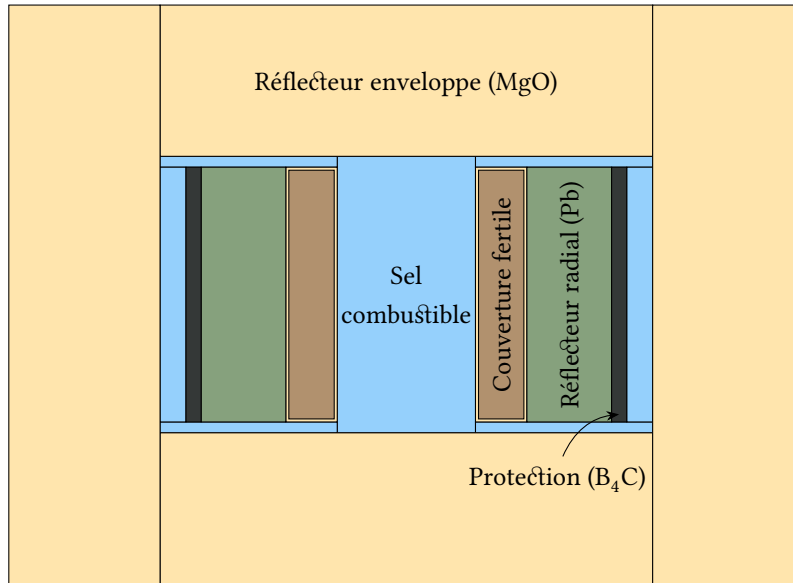 Réflecteur enveloppe (MgO)
Sel
combustible
Couverture fertile
Réflecteur radial (Pb)
Protection (B₄C)